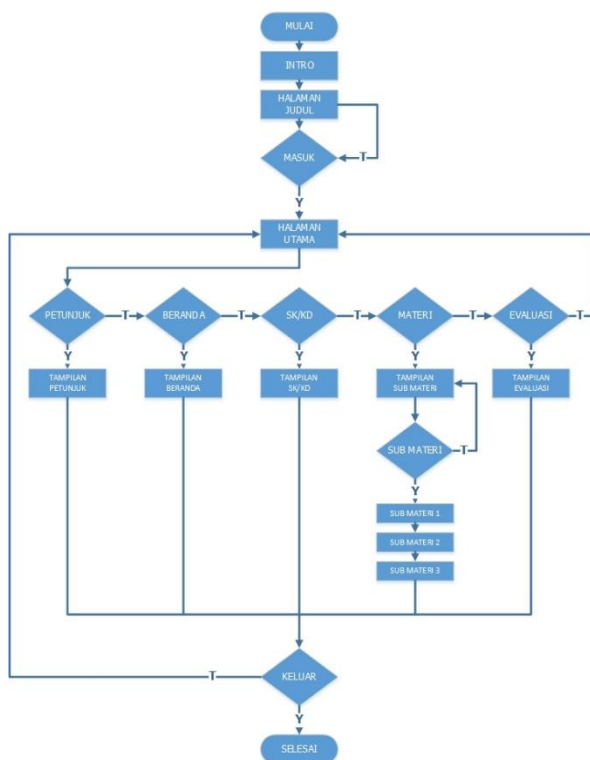 MULAI
INTRO
HALAMAN
JUDUL
MASUK
T
Y
HALAMAN
UTAMA
PETUNJUK
T
BERANDA
T
SK/KD
T
MATERI
T
EVALUASI
T
Y
Y
Y
Y
Y
TAMPILAN
PETUNJUK
TAMPILAN
BERANDA
TAMPILAN
SK/KD
TAMPILAN
SUB MATERI
TAMPILAN
EVALUASI
SUB MATERI
T
Y
SUB MATERI 1
SUB MATERI 2
SUB MATERI 3
T
KELUAR
Y
SELESAI